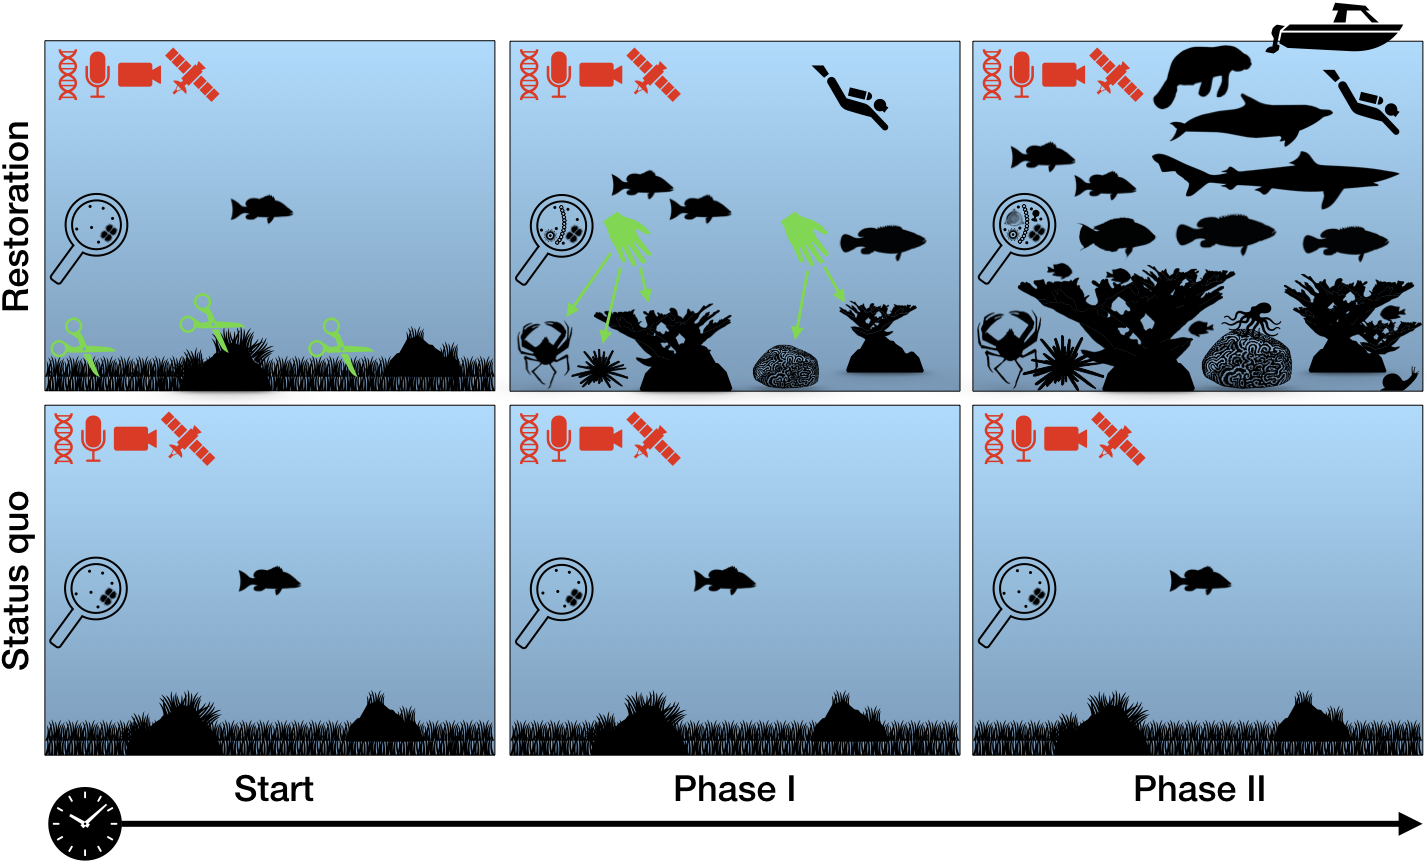 Restoration
Status quo
Start
Phase I
Phase II